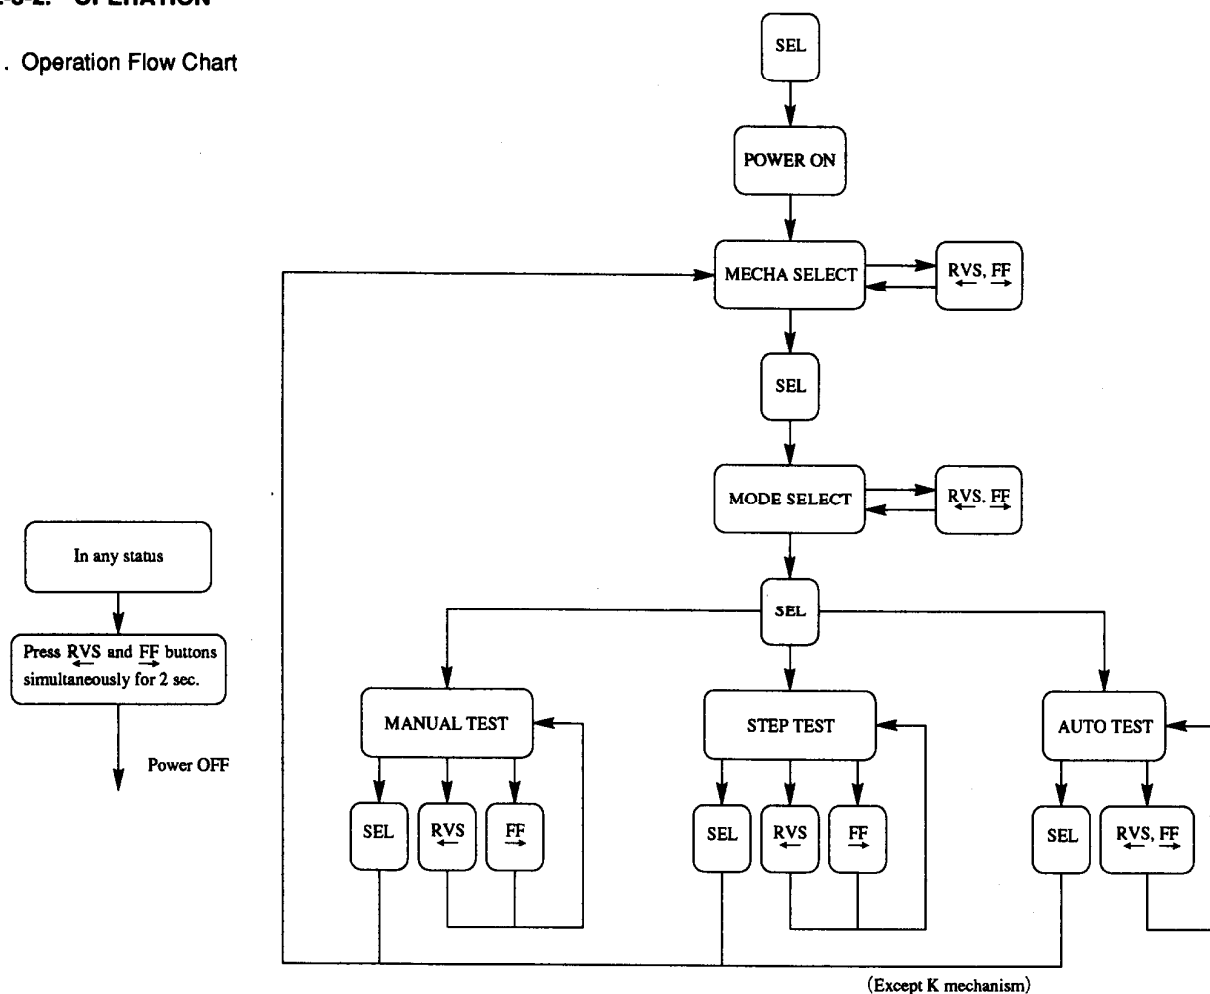 OPERATION
. Operation Flow Chart
SEL
POWER ON
MECHA SELECT
RVS, FF
SEL
MODE SELECT
RVS. FF
SEL
In any status
Press RVS and FF buttons
simultaneously for 2 sec.
Power OFF
MANUAL TEST
STEP TEST
AUTO TEST
SEL
RVS
FF
SEL
RVS
FF
SEL
RVS, FF
(Except K mechanism)